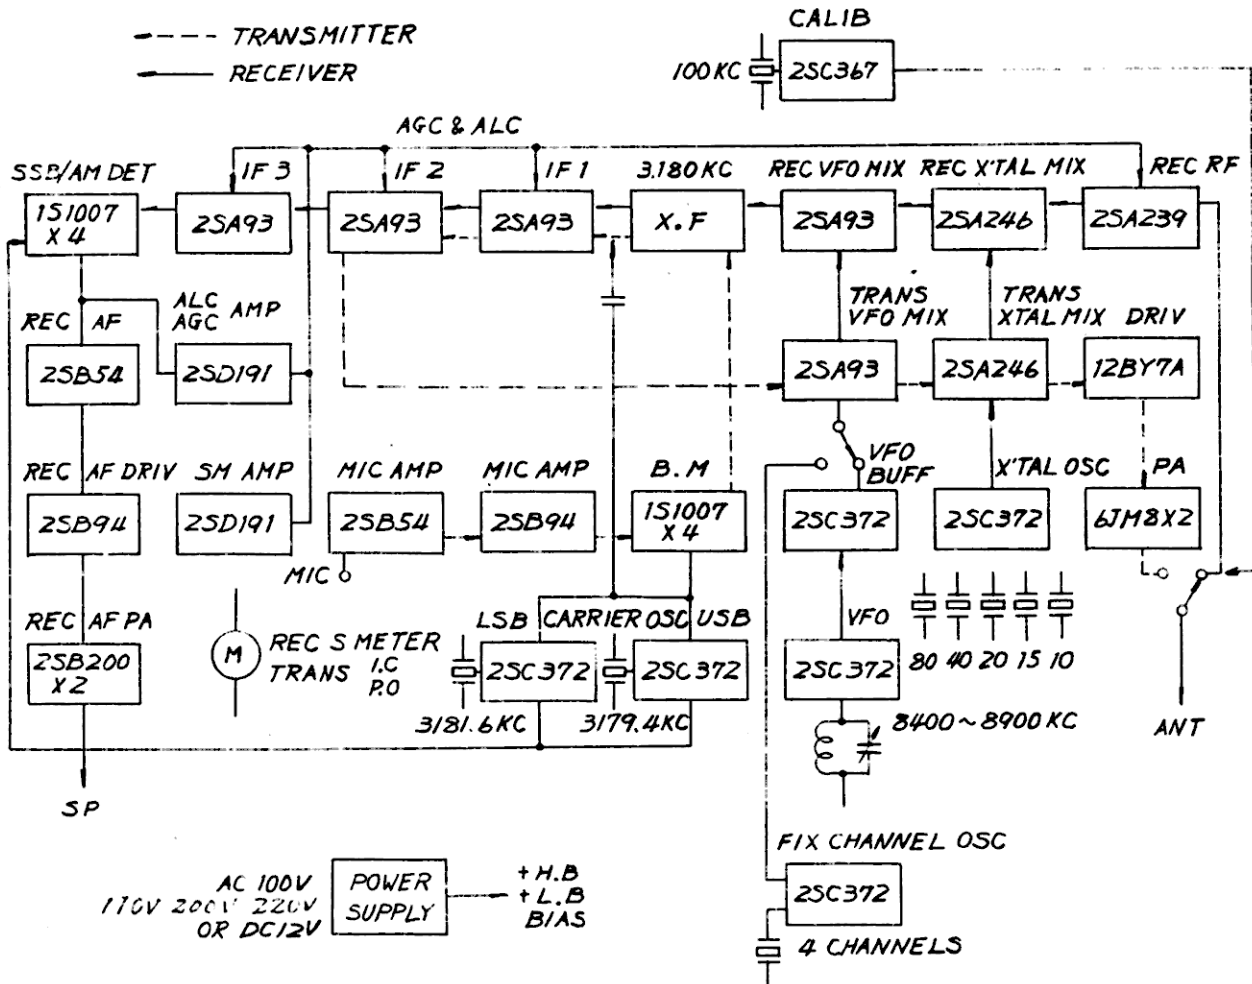 CALIB
TRANSMITTER
RECEIVER
100KC
2SC367
AGC & ALC
SSB/AM DET
IF 3
IF 2
IF 1
3.180 KC
REC VFO MIX
REC X'TAL MIX
REC RF
1S1007
X 4
2SA93
2SA93
2SA93
X.F
2SA93
2SA246
2SA239
REC AF
ALC
AGC
AMP
TRANS
VFO MIX
TRANS
XTAL MIX
DRIV
2SB54
2SD191
2SA93
2SA246
12BY7A
REC AF DRIV
SM AMP
MIC AMP
MIC AMP
B.M
VFO
BUFF
X'TAL OSC
PA
2SB94
2SD191
2SB54
2SB94
1S1007
X 4
2SC372
2SC372
6JM8X2
MIC
REC AF PA
REC S METER
TRANS I.C
P.O
LSB
CARRIER OSC
USB
VFO
2SB200
X2
M
2SC372
2SC372
2SC372
80 40 20 15 10
3181.6KC
3179.4KC
8400~8900KC
ANT
SP
FIX CHANNEL OSC
AC 100V
110V 200V 220V
OR DC12V
POWER
SUPPLY
+H.B
+L.B
BIAS
2SC372
4 CHANNELS